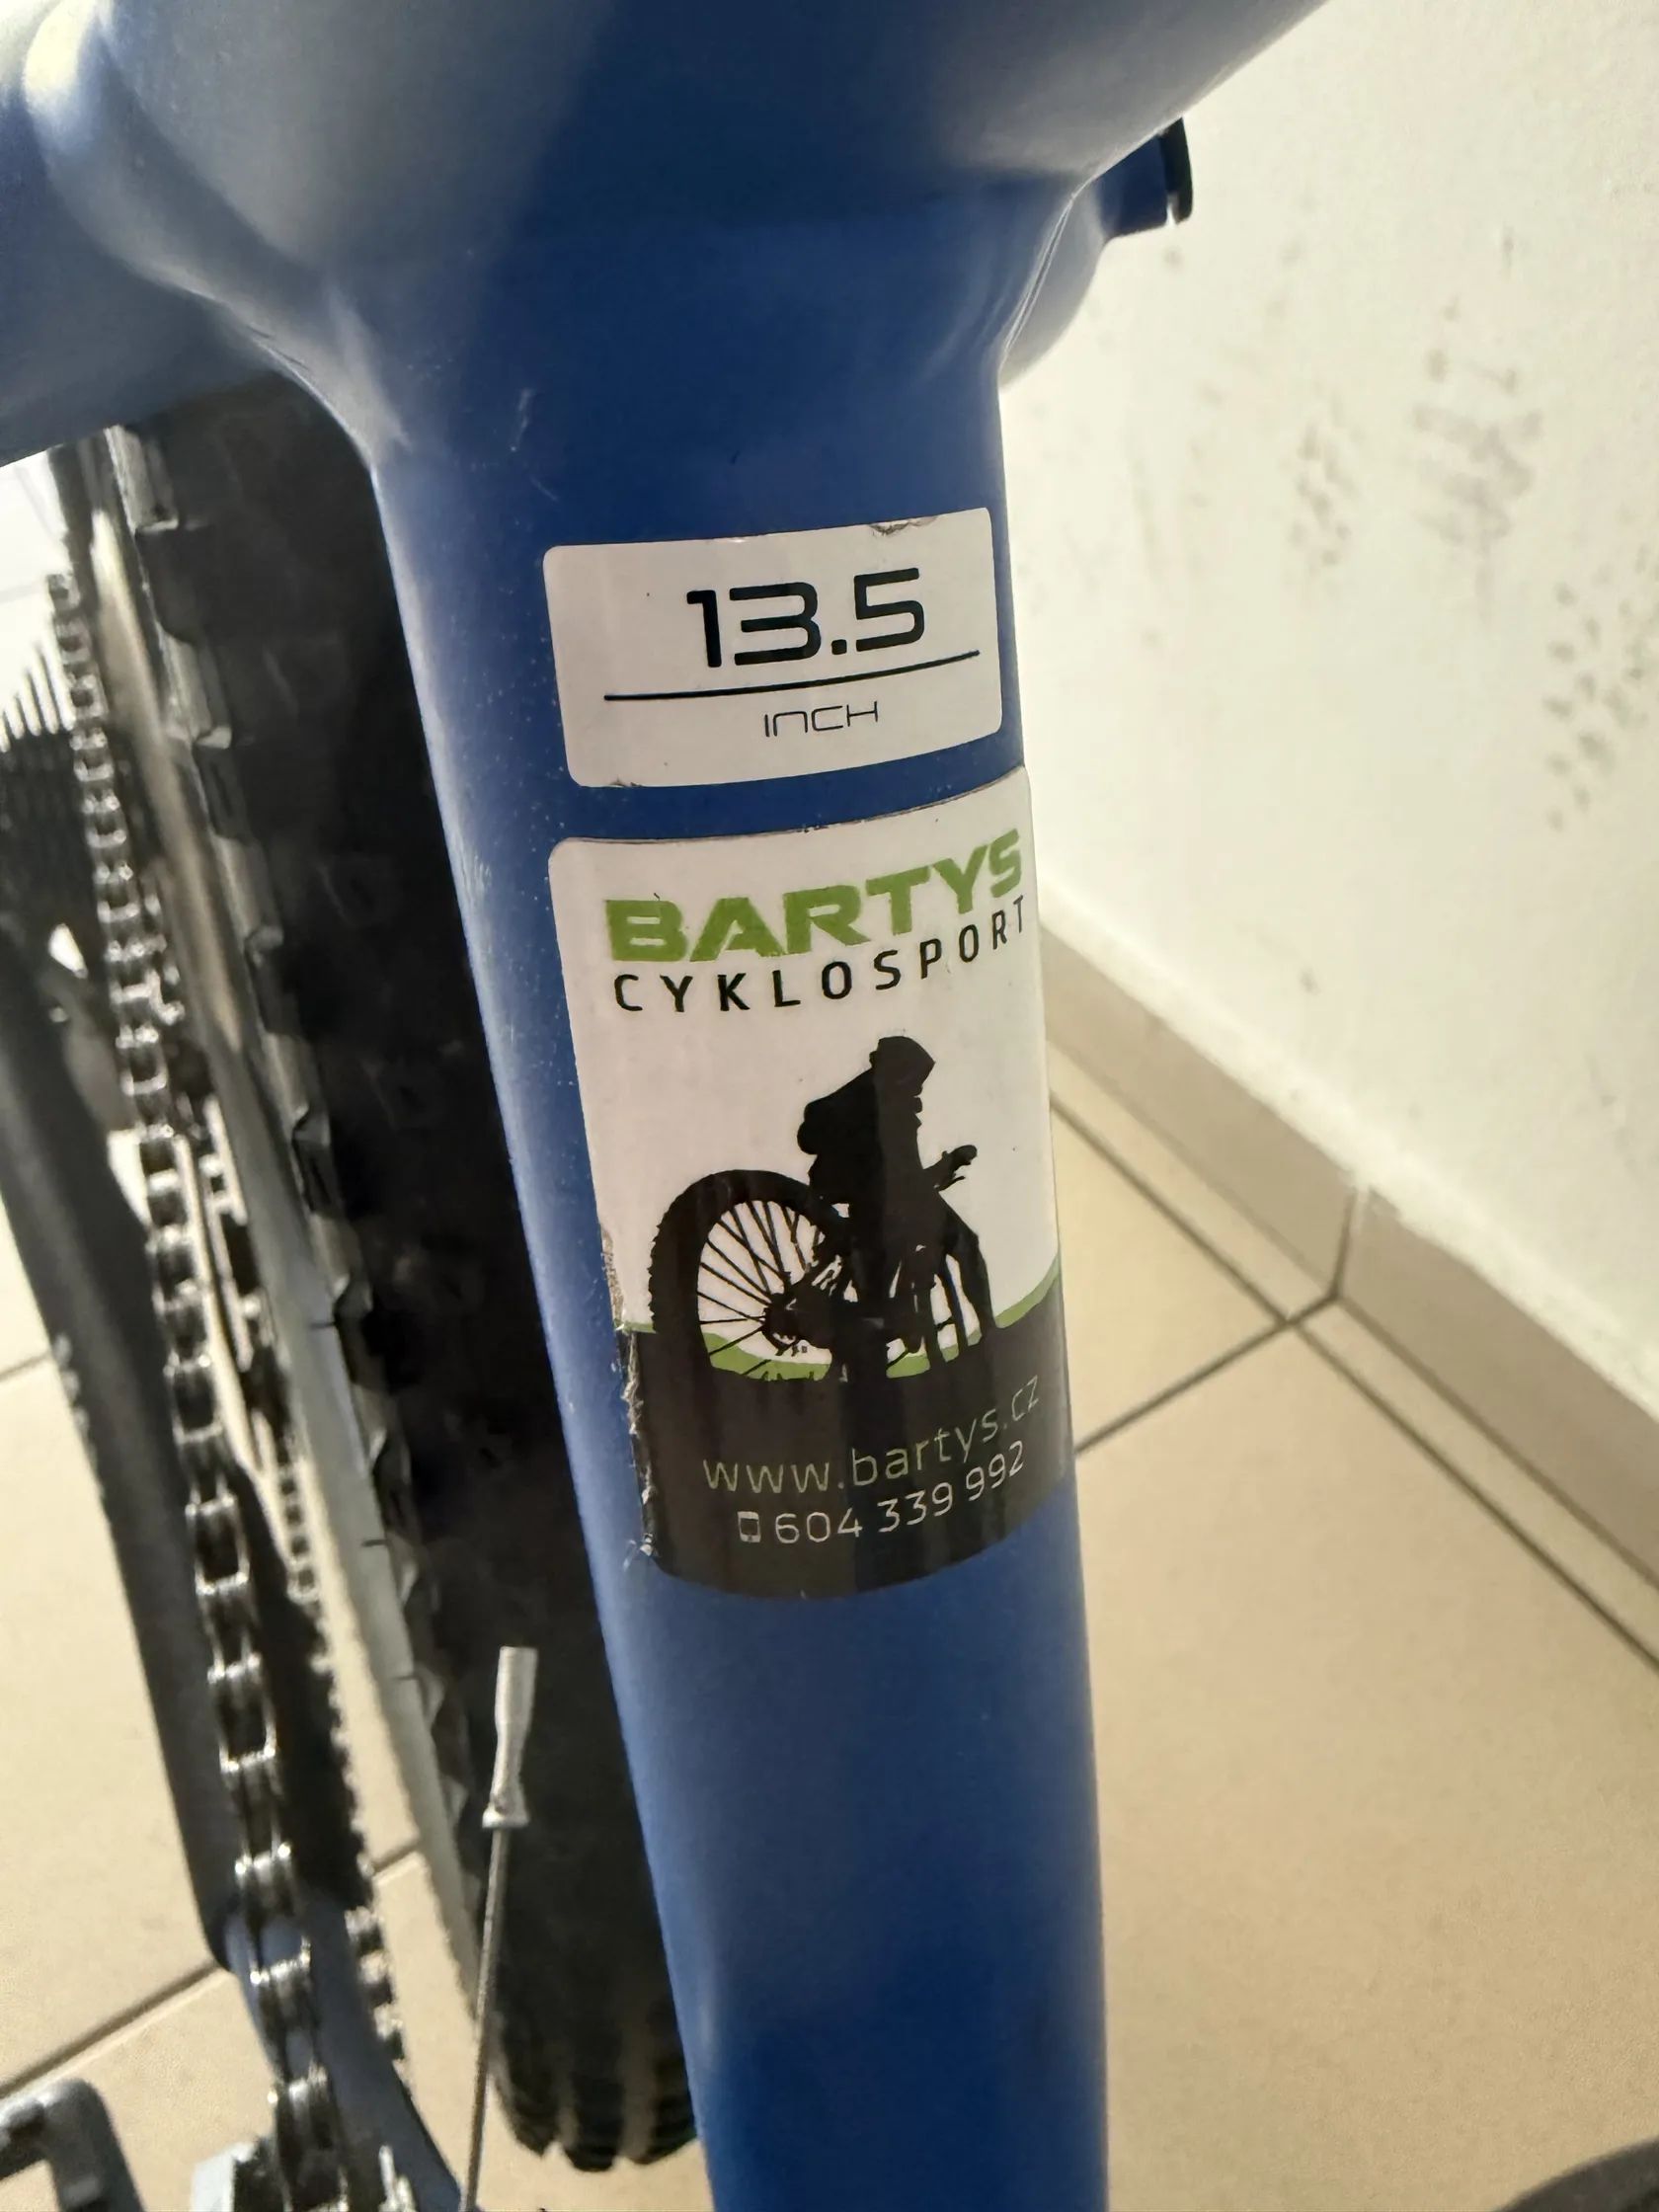 13.5
INCH
BARTYS
CYKLOSPORT
www.bartys.cz
604 339 992